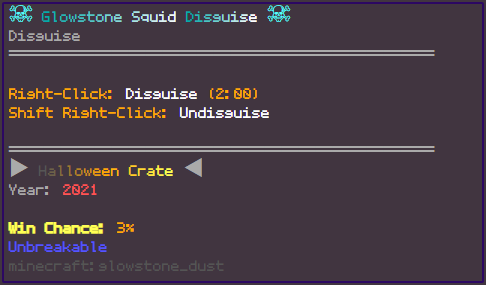 ☠ Glowstone Squid Disguise ☠
Disguise
Right-Click: Disguise (2:00)
Shift Right-Click: Undisguise
▶ Halloween Crate ◀
Year: 2021
Win Chance: 3%
Unbreakable
minecraft:glowstone_dust